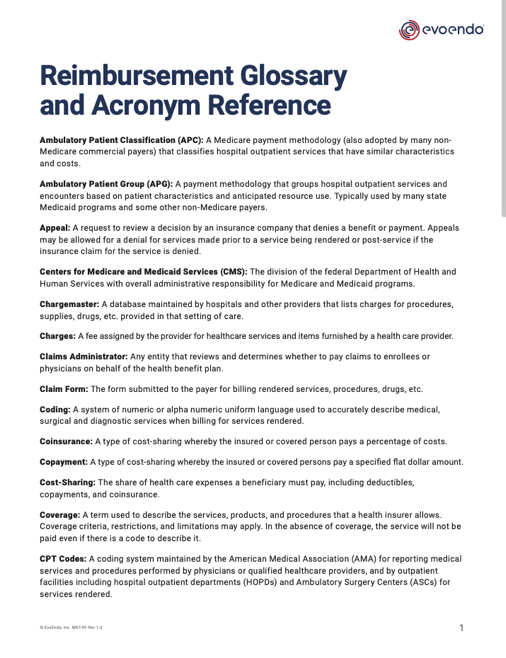 evoendo
Reimbursement Glossary
and Acronym Reference
Ambulatory Patient Classification (APC): A Medicare payment methodology (also adopted by many non-
Medicare commercial payers) that classifies hospital outpatient services that have similar characteristics
and costs.
Ambulatory Patient Group (APG): A payment methodology that groups hospital outpatient services and
encounters based on patient characteristics and anticipated resource use. Typically used by many state
Medicaid programs and some other non-Medicare payers.
Appeal: A request to review a decision by an insurance company that denies a benefit or payment. Appeals
may be allowed for a denial for services made prior to a service being rendered or post-service if the
insurance claim for the service is denied.
Centers for Medicare and Medicaid Services (CMS): The division of the federal Department of Health and
Human Services with overall administrative responsibility for Medicare and Medicaid programs.
Chargemaster: A database maintained by hospitals and other providers that lists charges for procedures,
supplies, drugs, etc. provided in that setting of care.
Charges: A fee assigned by the provider for healthcare services and items furnished by a health care provider.
Claims Administrator: Any entity that reviews and determines whether to pay claims to enrollees or
physicians on behalf of the health benefit plan.
Claim Form: The form submitted to the payer for billing rendered services, procedures, drugs, etc.
Coding: A system of numeric or alpha numeric uniform language used to accurately describe medical,
surgical and diagnostic services when billing for services rendered.
Coinsurance: A type of cost-sharing whereby the insured or covered person pays a percentage of costs.
Copayment: A type of cost-sharing whereby the insured or covered persons pay a specified flat dollar amount.
Cost-Sharing: The share of health care expenses a beneficiary must pay, including deductibles,
copayments, and coinsurance.
Coverage: A term used to describe the services, products, and procedures that a health insurer allows.
Coverage criteria, restrictions, and limitations may apply. In the absence of coverage, the service will not be
paid even if there is a code to describe it.
CPT Codes: A coding system maintained by the American Medical Association (AMA) for reporting medical
services and procedures performed by physicians or qualified healthcare providers, and by outpatient
facilities including hospital outpatient departments (HOPDs) and Ambulatory Surgery Centers (ASCs) for
services rendered.
© EvoEndo, Inc. Rev 1.0
1